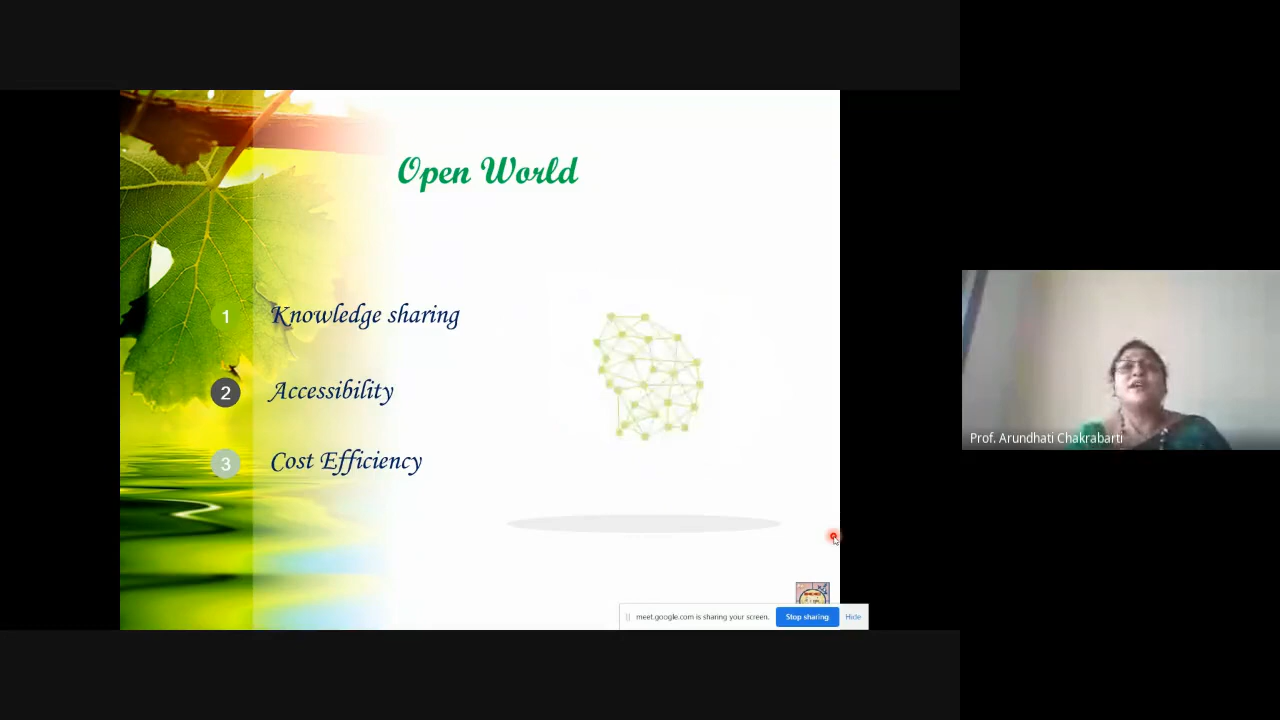 Open World
1 Knowledge sharing
2 Accessibility
3 Cost Efficiency
Prof. Arundhati Chakrabarti
meet.google.com is sharing your screen. Stop sharing Hide